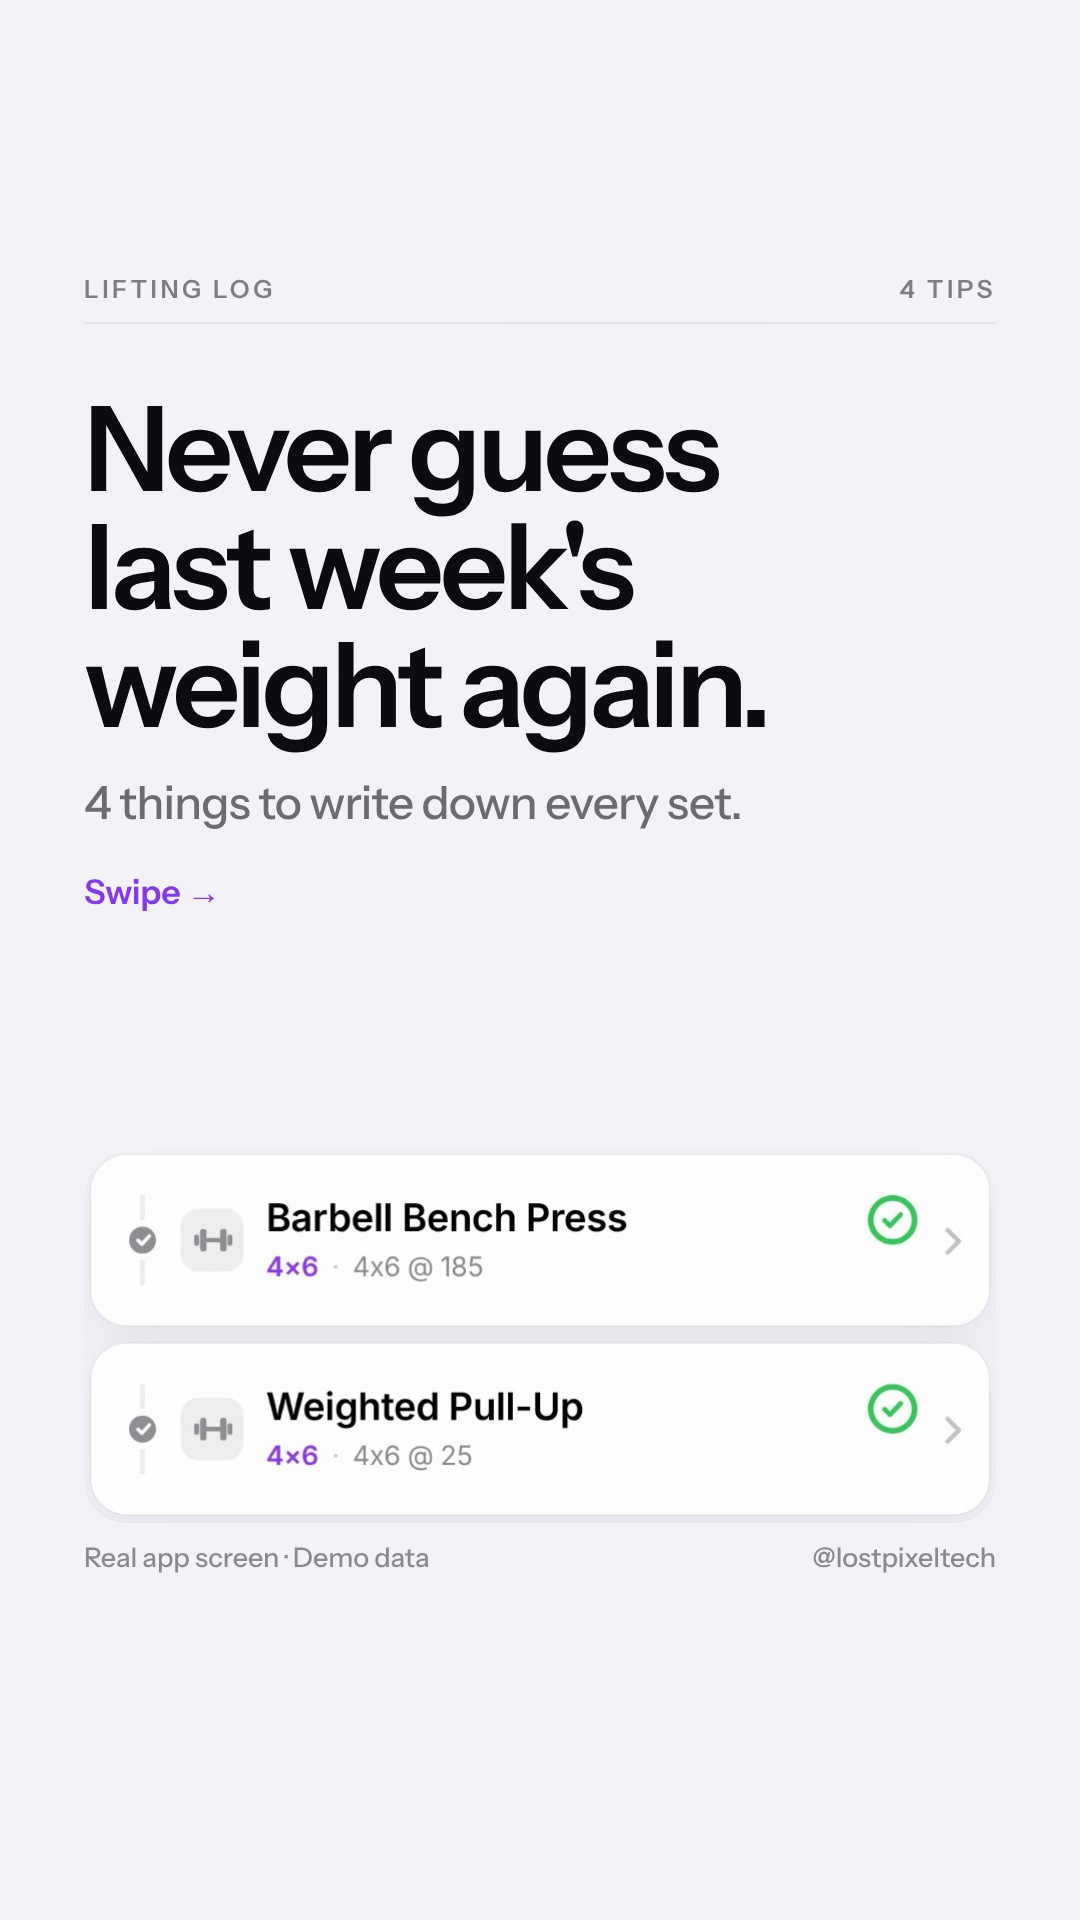 LIFTING LOG
4 TIPS
Never guess
last week's
weight again.
4 things to write down every set.
Swipe →
Barbell Bench Press
4×6 · 4x6 @ 185
Weighted Pull-Up
4×6 · 4x6 @ 25
Real app screen · Demo data
@lostpixeltech